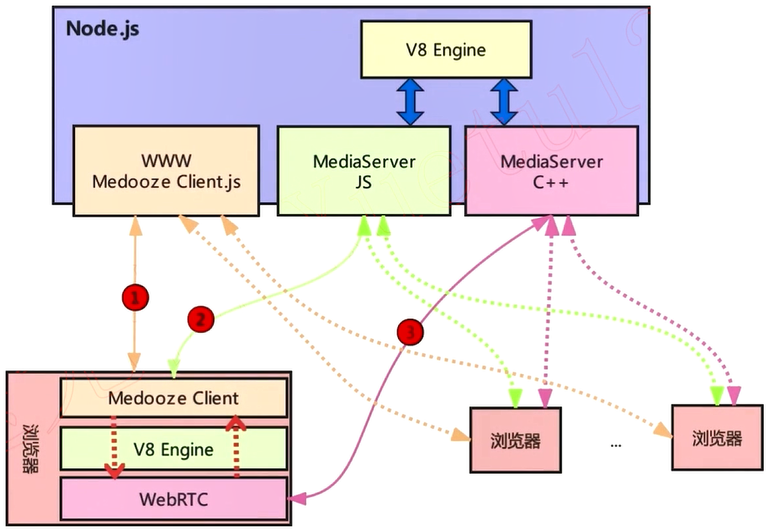 Node.js
V8 Engine
WWW
Medooze Client.js
MediaServer
JS
MediaServer
C++
1
2
3
浏览器
Medooze Client
V8 Engine
WebRTC
浏览器
...
浏览器